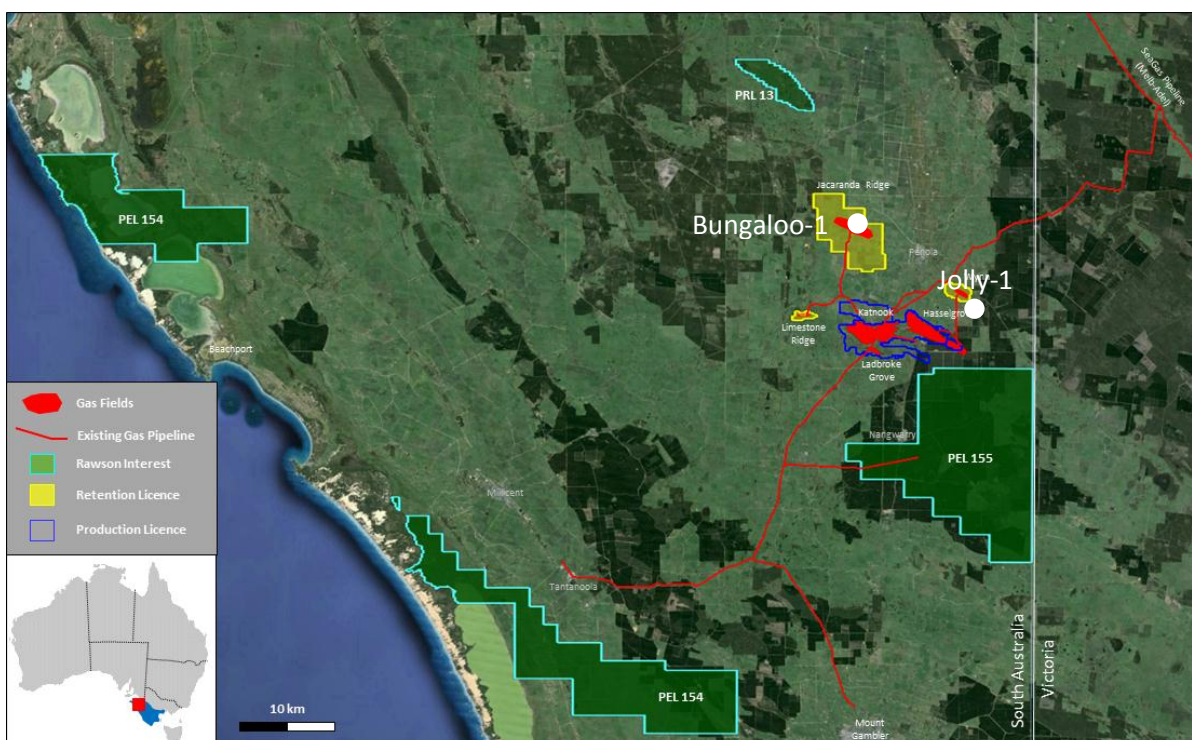 SeaGas Pipeline
(Melb-Adel)
PRL 13
Jacaranda Ridge
PEL 154
Bungaloo-1
Penola
Jolly-1
Katnook
Hasselgro
Limestone
Ridge
Beachport
Ladbroke
Grove
Gas Fields
Existing Gas Pipeline
Rawson Interest
Retention Licence
Production Licence
Nangwarry
PEL 155
Millicent
Tantanoola
South Australia
Victoria
PEL 154
10 km
Mount
Gambler